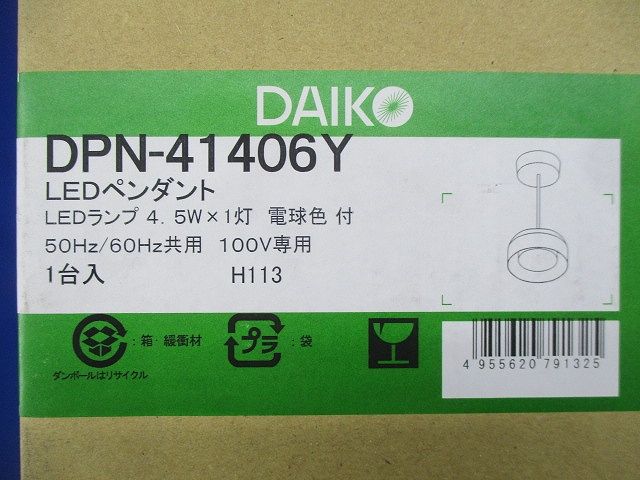 DAIKO
DPN-41406Y
LEDペンダント
LEDランプ 4.5W×1灯 電球色 付
50Hz/60Hz共用 100V専用
1台入 H113
:箱・緩衝材
プラ
:袋
ダンボールはリサイクル
4 955620 791325